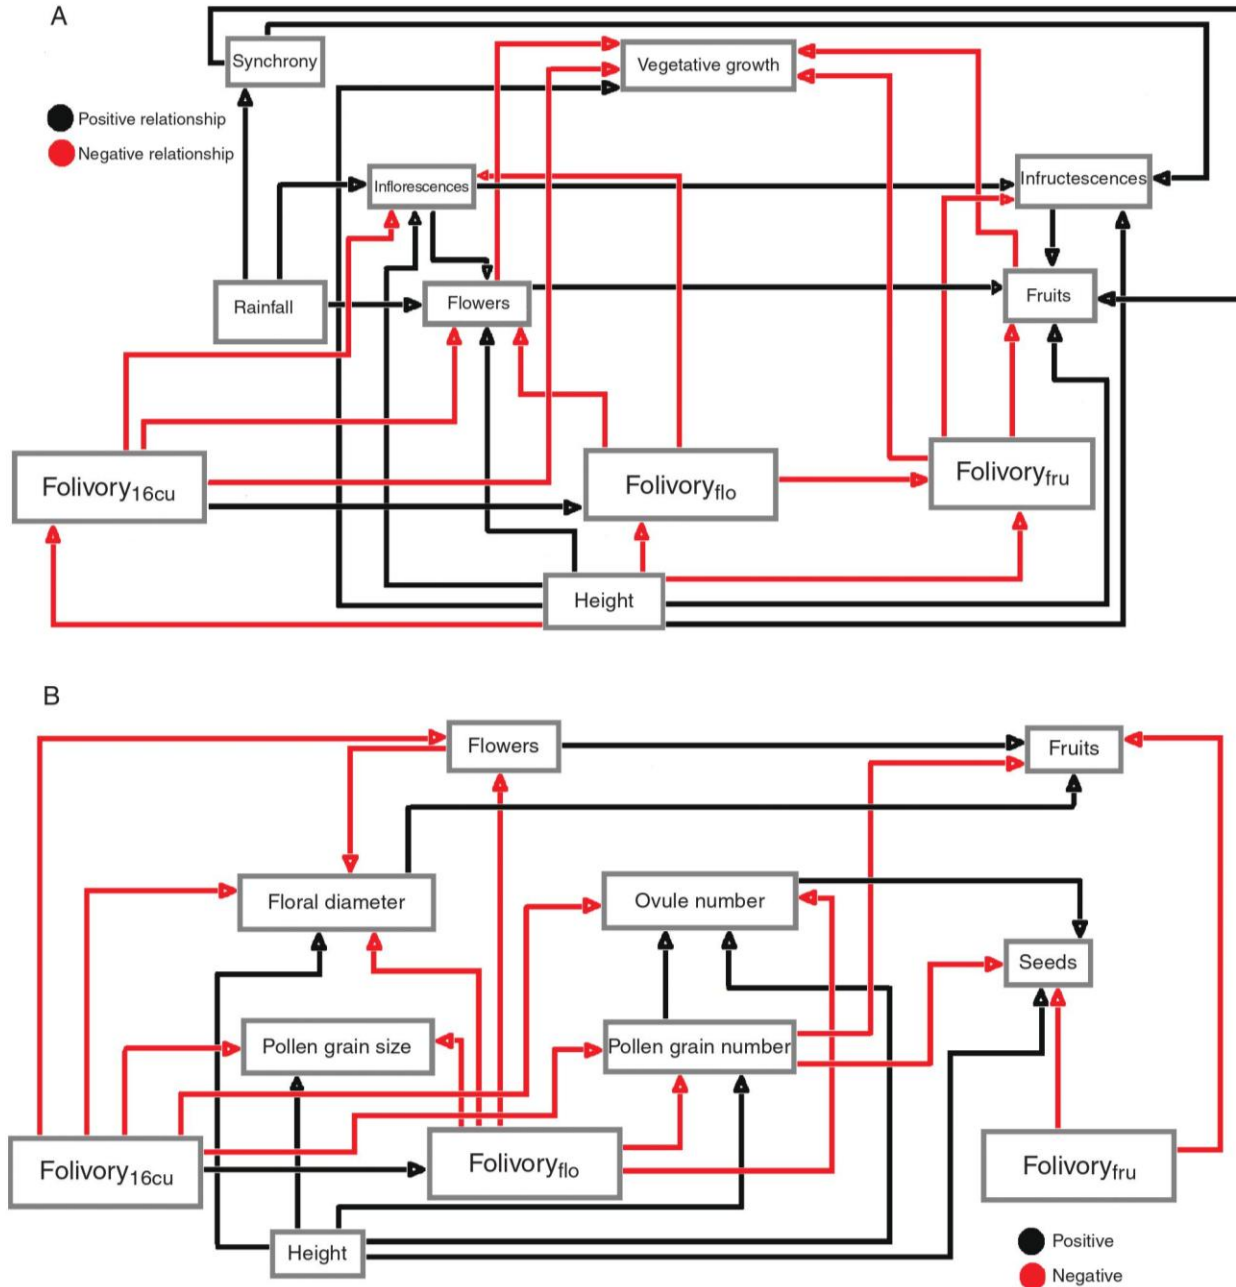 A
Synchrony
Vegetative growth
Positive relationship
Negative relationship
Inflorescences
Infructescences
Rainfall
Flowers
Fruits
Folivory16cu
Folivoryflo
Folivoryfru
Height
B
Flowers
Fruits
Floral diameter
Ovule number
Seeds
Pollen grain size
Pollen grain number
Folivory16cu
Folivoryflo
Folivoryfru
Height
Positive
Negative